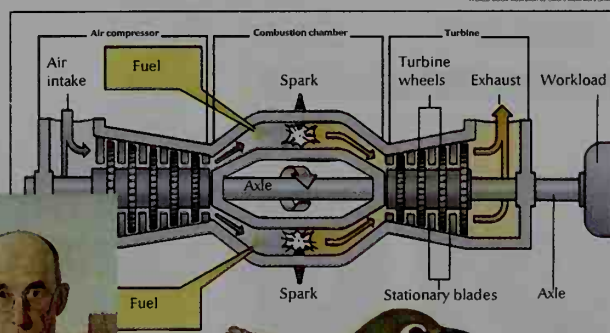 Air compressor
Combustion chamber
Turbine
Air
intake
Fuel
Spark
Turbine
wheels
Exhaust
Workload
Axle
Fuel
Spark
Stationary blades
Axle